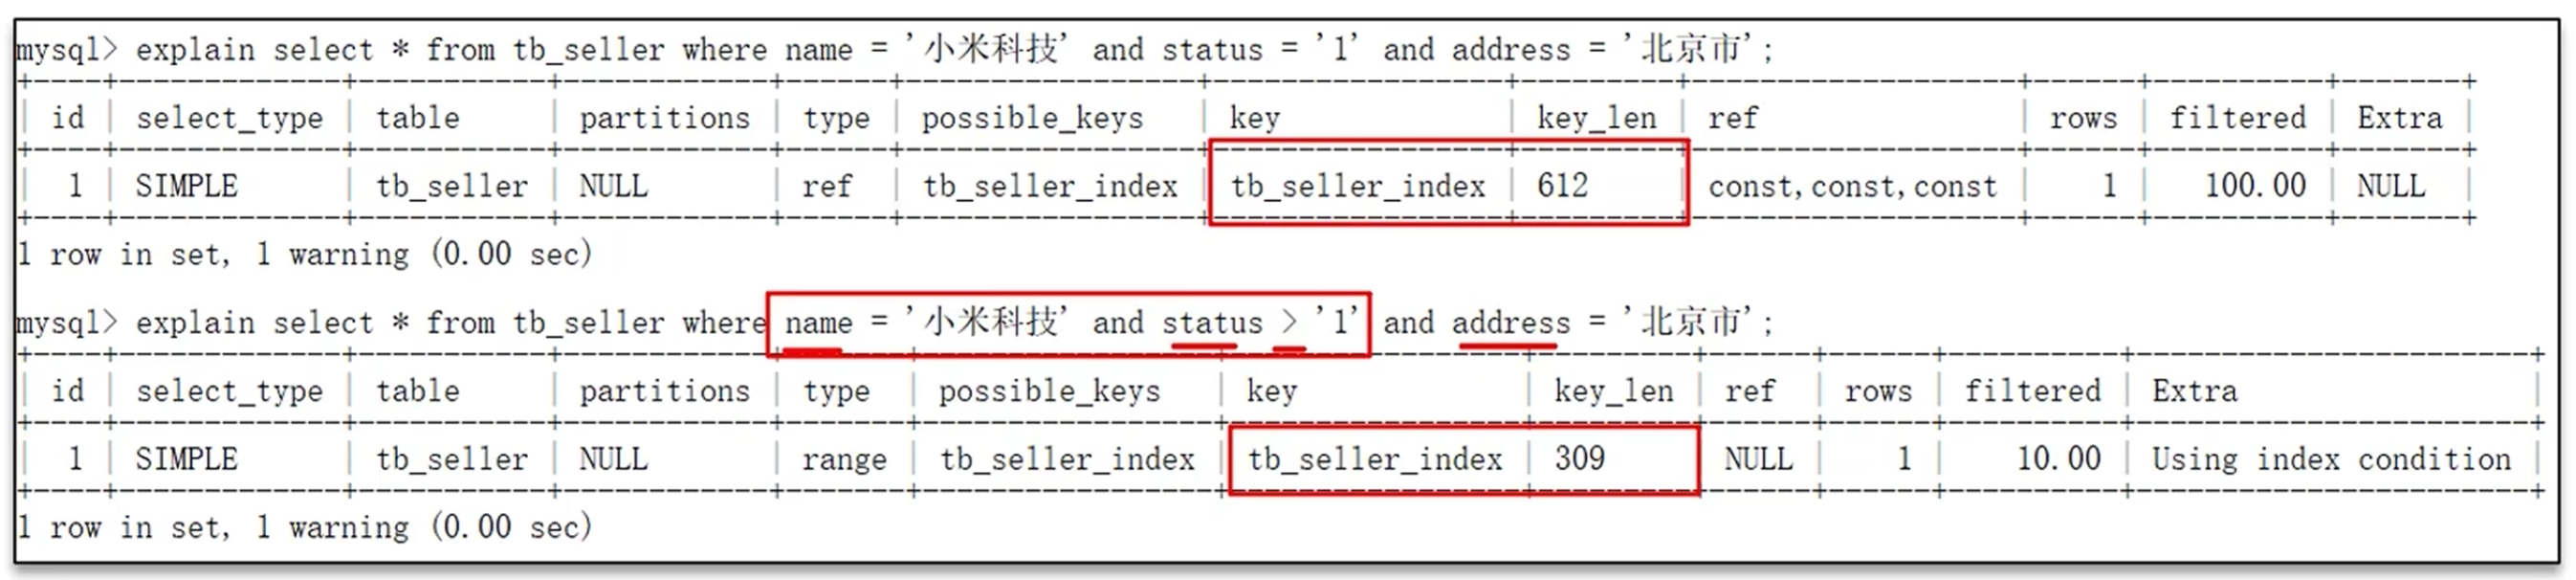 mysql> explain select * from tb_seller where name = '小米科技' and status = '1' and address = '北京市';
+----+-------------+-----------+------------+------+-----------------+-----------------+---------+-------------------+------+----------+-------+
| id | select_type | table | partitions | type | possible_keys | key | key_len | ref | rows | filtered | Extra |
+----+-------------+-----------+------------+------+-----------------+-----------------+---------+-------------------+------+----------+-------+
| 1 | SIMPLE | tb_seller | NULL | ref | tb_seller_index | tb_seller_index | 612 | const,const,const | 1 | 100.00 | NULL |
+----+-------------+-----------+------------+------+-----------------+-----------------+---------+-------------------+------+----------+-------+
1 row in set, 1 warning (0.00 sec)
mysql> explain select * from tb_seller where name = '小米科技' and status > '1' and address = '北京市';
+----+-------------+-----------+------------+-------+-----------------+-----------------+---------+------+------+----------+-----------------------+
| id | select_type | table | partitions | type | possible_keys | key | key_len | ref | rows | filtered | Extra |
+----+-------------+-----------+------------+-------+-----------------+-----------------+---------+------+------+----------+-----------------------+
| 1 | SIMPLE | tb_seller | NULL | range | tb_seller_index | tb_seller_index | 309 | NULL | 1 | 10.00 | Using index condition |
+----+-------------+-----------+------------+-------+-----------------+-----------------+---------+------+------+----------+-----------------------+
1 row in set, 1 warning (0.00 sec)